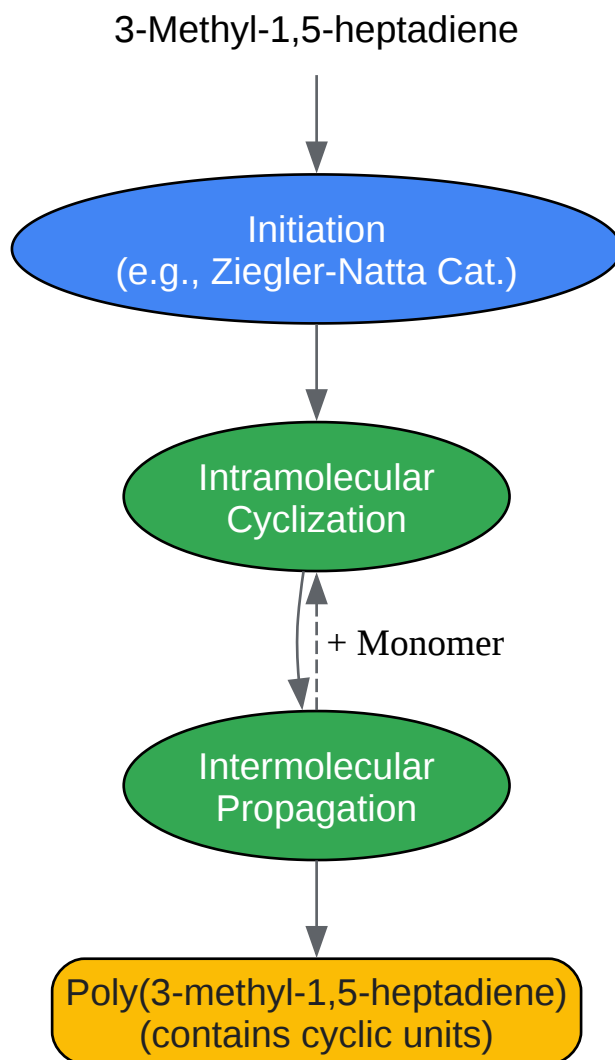 3-Methyl-1,5-heptadiene
Initiation
(e.g., Ziegler-Natta Cat.)
Intramolecular
Cyclization
+ Monomer
Intermolecular
Propagation
Poly(3-methyl-1,5-heptadiene)
(contains cyclic units)